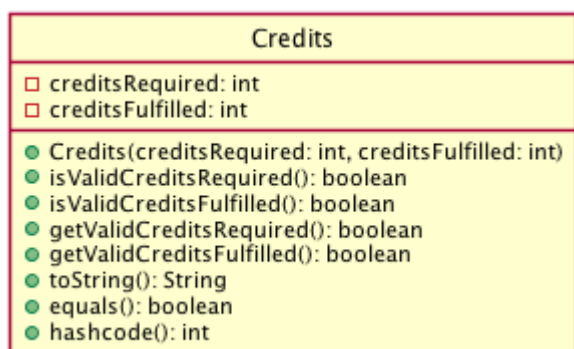 Credits
creditsRequired: int
creditsFulfilled: int
Credits(creditsRequired: int, creditsFulfilled: int)
isValidCreditsRequired(): boolean
isValidCreditsFulfilled(): boolean
getValidCreditsRequired(): boolean
getValidCreditsFulfilled(): boolean
toString(): String
equals(): boolean
hashcode(): int